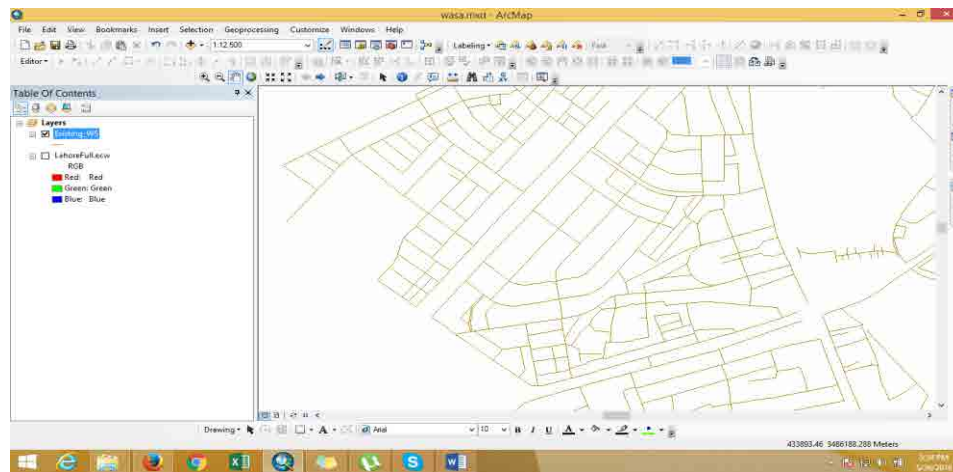 wasa.mxd - ArcMap
File Edit View Bookmarks Insert Selection Geoprocessing Customize Windows Help
1:12,500 Labeling
Editor
Table Of Contents
Layers
Existing_WS
LahoreFull.ecw
RGB
Red: Red
Green: Green
Blue: Blue
Drawing A Arial 10 B I U A
433893.46 3486188.288 Meters